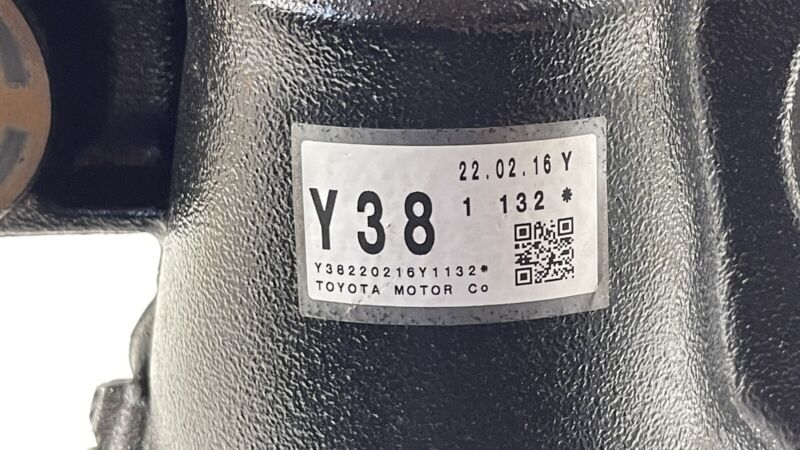 22.02.16 Y
Y38 1 132*
Y38220216Y1132*
TOYOTA MOTOR Co